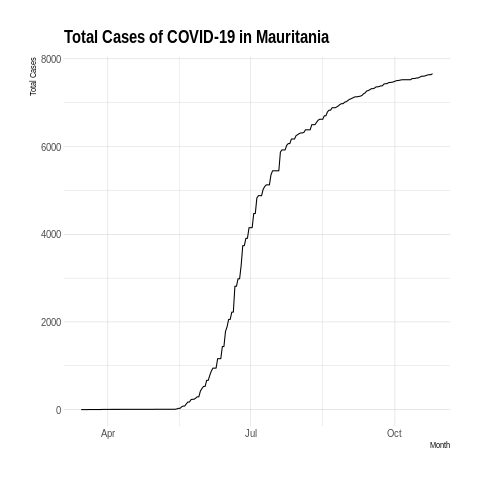 Total Cases of COVID-19 in Mauritania
Total Cases
8000
6000
4000
2000
0
Apr
Jul
Oct
Month